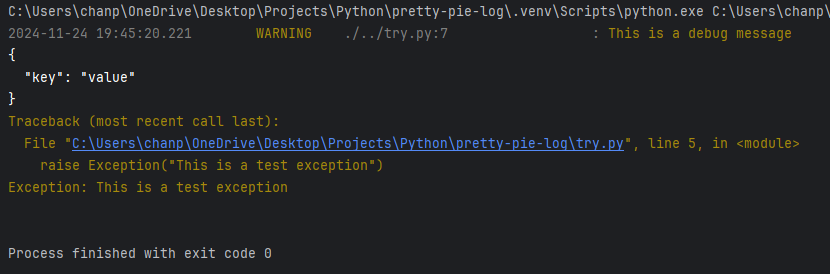 C:\Users\chanp\OneDrive\Desktop\Projects\Python\pretty-pie-log\.venv\Scripts\python.exe C:\Users\chanp\
2024-11-24 19:45:20.221 WARNING ./../try.py:7 : This is a debug message
{
"key": "value"
}
Traceback (most recent call last):
File "C:\Users\chanp\OneDrive\Desktop\Projects\Python\pretty-pie-log\try.py", line 5, in <module>
raise Exception("This is a test exception")
Exception: This is a test exception
Process finished with exit code 0